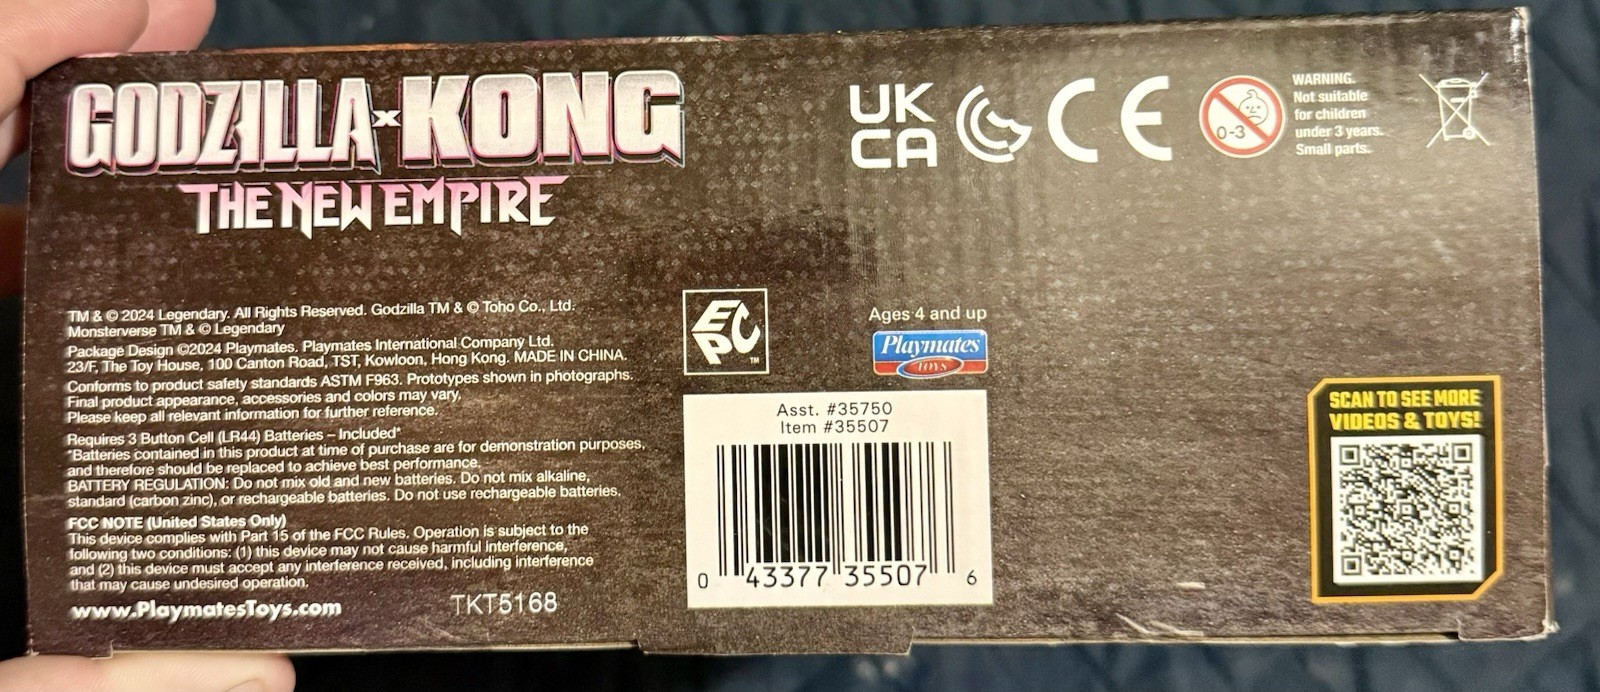 GODZILLA x KONG
THE NEW EMPIRE
UK
CA
CE
0-3
WARNING.
Not suitable
for children
under 3 years.
Small parts.
TM & © 2024 Legendary. All Rights Reserved. Godzilla TM & © Toho Co., Ltd.
Monsterverse TM & © Legendary
Package Design ©2024 Playmates. Playmates International Company Ltd.
23/F, The Toy House, 100 Canton Road, TST, Kowloon, Hong Kong. MADE IN CHINA.
Conforms to product safety standards ASTM F963. Prototypes shown in photographs.
Final product appearance, accessories and colors may vary.
Please keep all relevant information for further reference.
Requires 3 Button Cell (LR44) Batteries – Included*
*Batteries contained in this product at time of purchase are for demonstration purposes,
and therefore should be replaced to achieve best performance.
BATTERY REGULATION: Do not mix old and new batteries. Do not mix alkaline,
standard (carbon zinc), or rechargeable batteries. Do not use rechargeable batteries.
FCC NOTE (United States Only)
This device complies with Part 15 of the FCC Rules. Operation is subject to the
following two conditions: (1) this device may not cause harmful interference,
and (2) this device must accept any interference received, including interference
that may cause undesired operation.
www.PlaymatesToys.com
TKT5168
EPC TM
Ages 4 and up
Playmates
TOYS
Asst. #35750
Item #35507
0 43377 35507 6
SCAN TO SEE MORE
VIDEOS & TOYS!